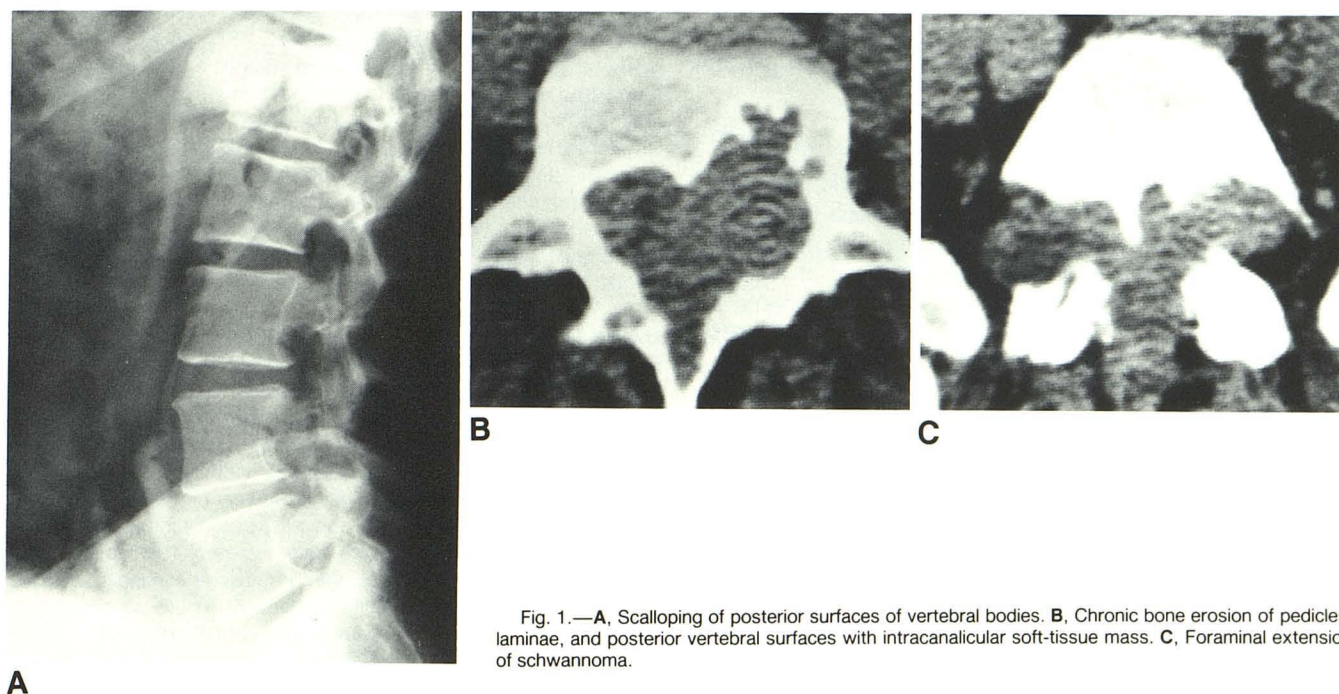 A
B
C
Fig. 1.—A, Scalloping of posterior surfaces of vertebral bodies. B, Chronic bone erosion of pedicle
laminae, and posterior vertebral surfaces with intracanalicular soft-tissue mass. C, Foraminal extensio
of schwannoma.